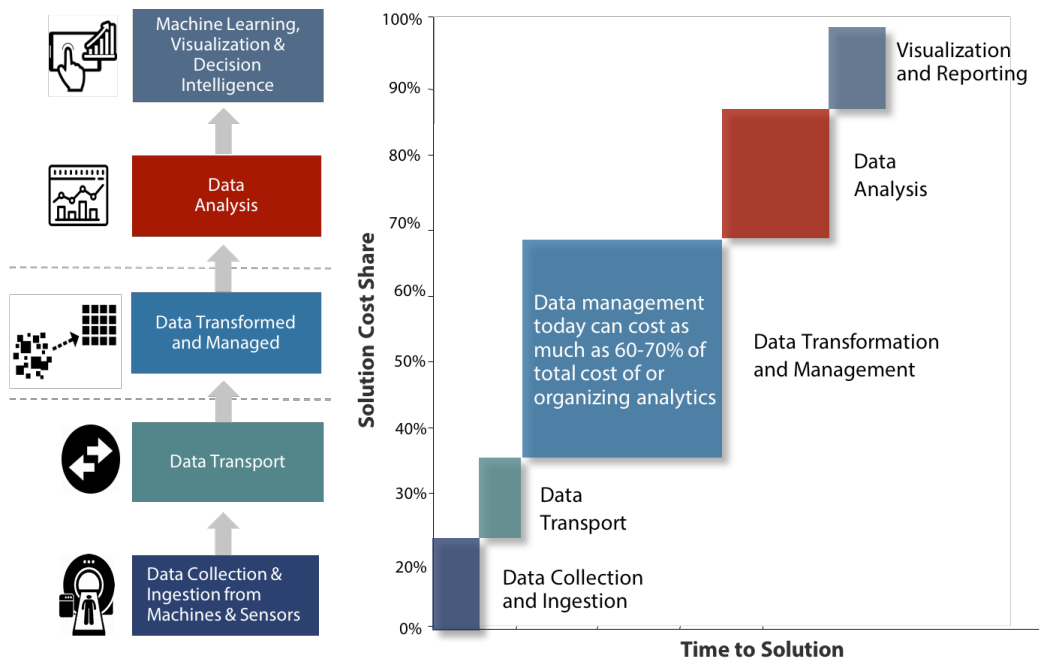 Machine Learning,
Visualization &
Decision
Intelligence
Data
Analysis
Data Transformed
and Managed
Data Transport
Data Collection &
Ingestion from
Machines & Sensors
Solution Cost Share
100%
90%
80%
70%
60%
50%
40%
30%
20%
0%
Visualization
and Reporting
Data
Analysis
Data management
today can cost as
much as 60-70% of
total cost of or
organizing analytics
Data Transformation
and Management
Data
Transport
Data Collection
and Ingestion
Time to Solution